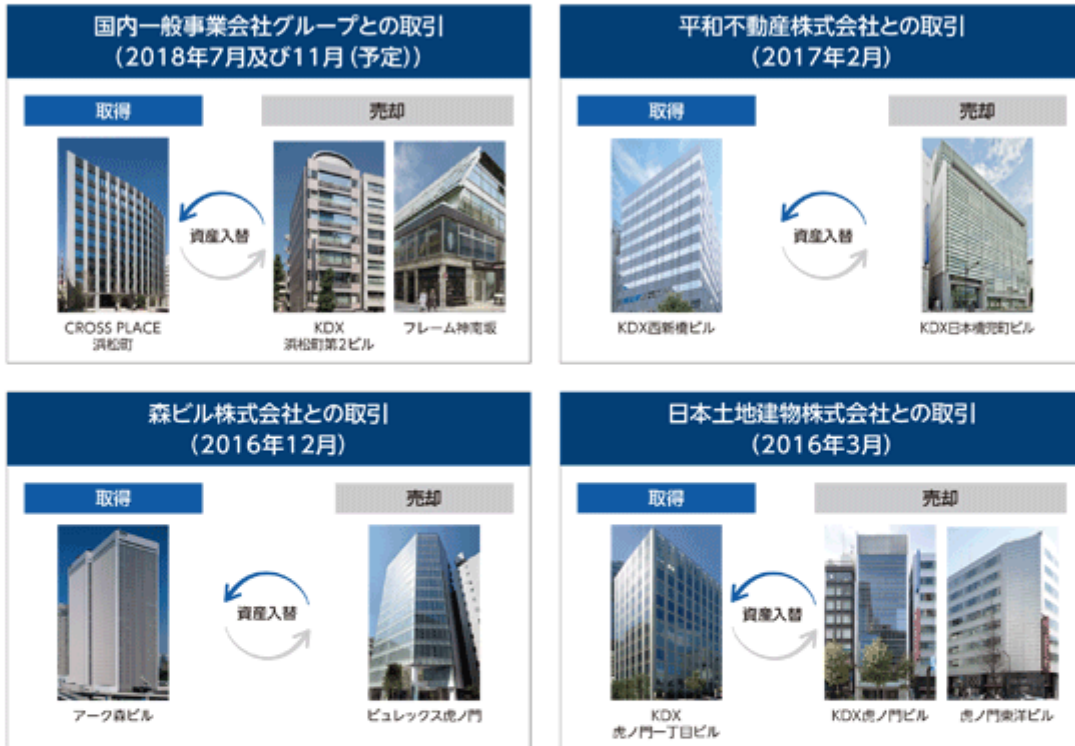 国内一般事業会社グループとの取引
（2018年7月及び11月（予定））
取得
売却
資産入替
CROSS PLACE
浜松町
KDX
浜松町第2ビル
フレーム神南坂
平和不動産株式会社との取引
（2017年2月）
取得
売却
資産入替
KDX西新橋ビル
KDX日本橋兜町ビル
森ビル株式会社との取引
（2016年12月）
取得
売却
資産入替
アーク森ビル
ピュレックス虎ノ門
日本土地建物株式会社との取引
（2016年3月）
取得
売却
資産入替
KDX
虎ノ門一丁目ビル
KDX虎ノ門ビル
虎ノ門東洋ビル